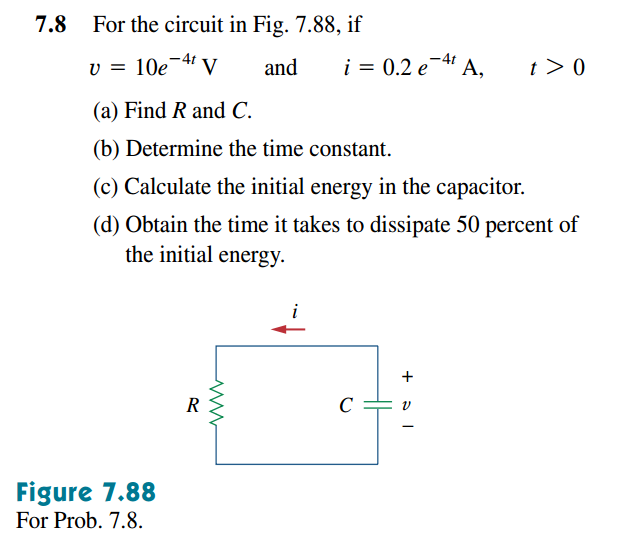 7.8 For the circuit in Fig. 7.88, if
v = 10e⁻⁴ᵗ V and i = 0.2 e⁻⁴ᵗ A, t > 0
(a) Find R and C.
(b) Determine the time constant.
(c) Calculate the initial energy in the capacitor.
(d) Obtain the time it takes to dissipate 50 percent of
the initial energy.
i
+
R C v
−
Figure 7.88
For Prob. 7.8.